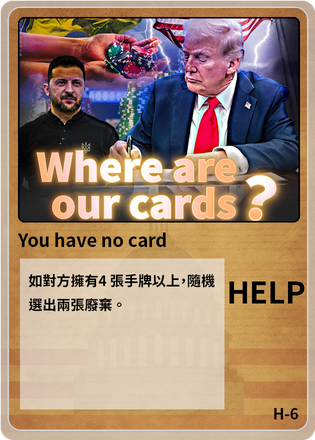 Where are
our cards?
You have no card
如對方擁有4 張手牌以上,隨機
選出兩張廢棄。
HELP
H-6